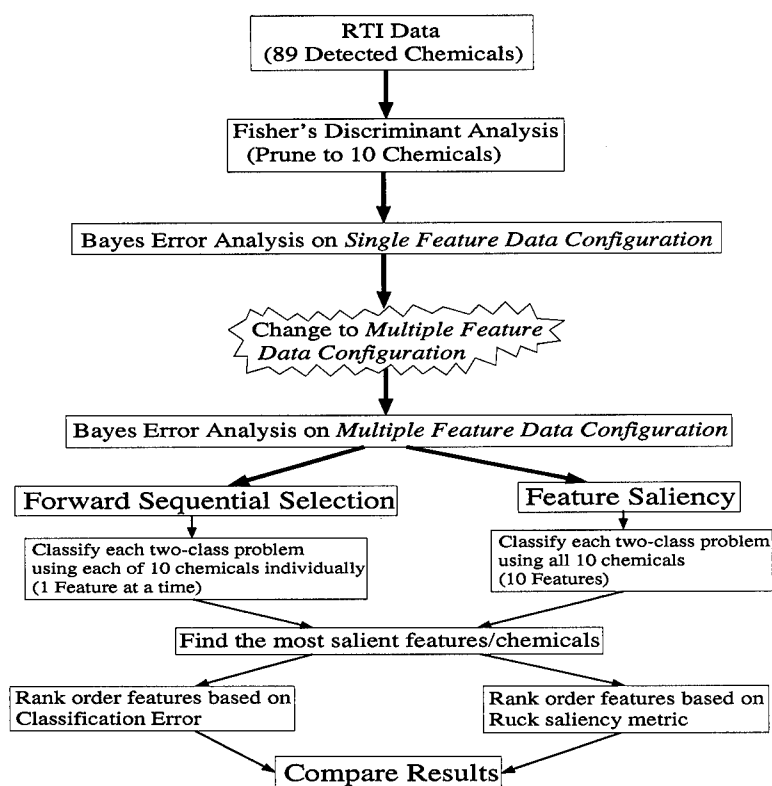 RTI Data
(89 Detected Chemicals)
Fisher's Discriminant Analysis
(Prune to 10 Chemicals)
Bayes Error Analysis on Single Feature Data Configuration
Change to Multiple Feature
Data Configuration
Bayes Error Analysis on Multiple Feature Data Configuration
Forward Sequential Selection
Feature Saliency
Classify each two-class problem
using each of 10 chemicals individually
(1 Feature at a time)
Classify each two-class problem
using all 10 chemicals
(10 Features)
Find the most salient features/chemicals
Rank order features based on
Classification Error
Rank order features based on
Ruck saliency metric
Compare Results